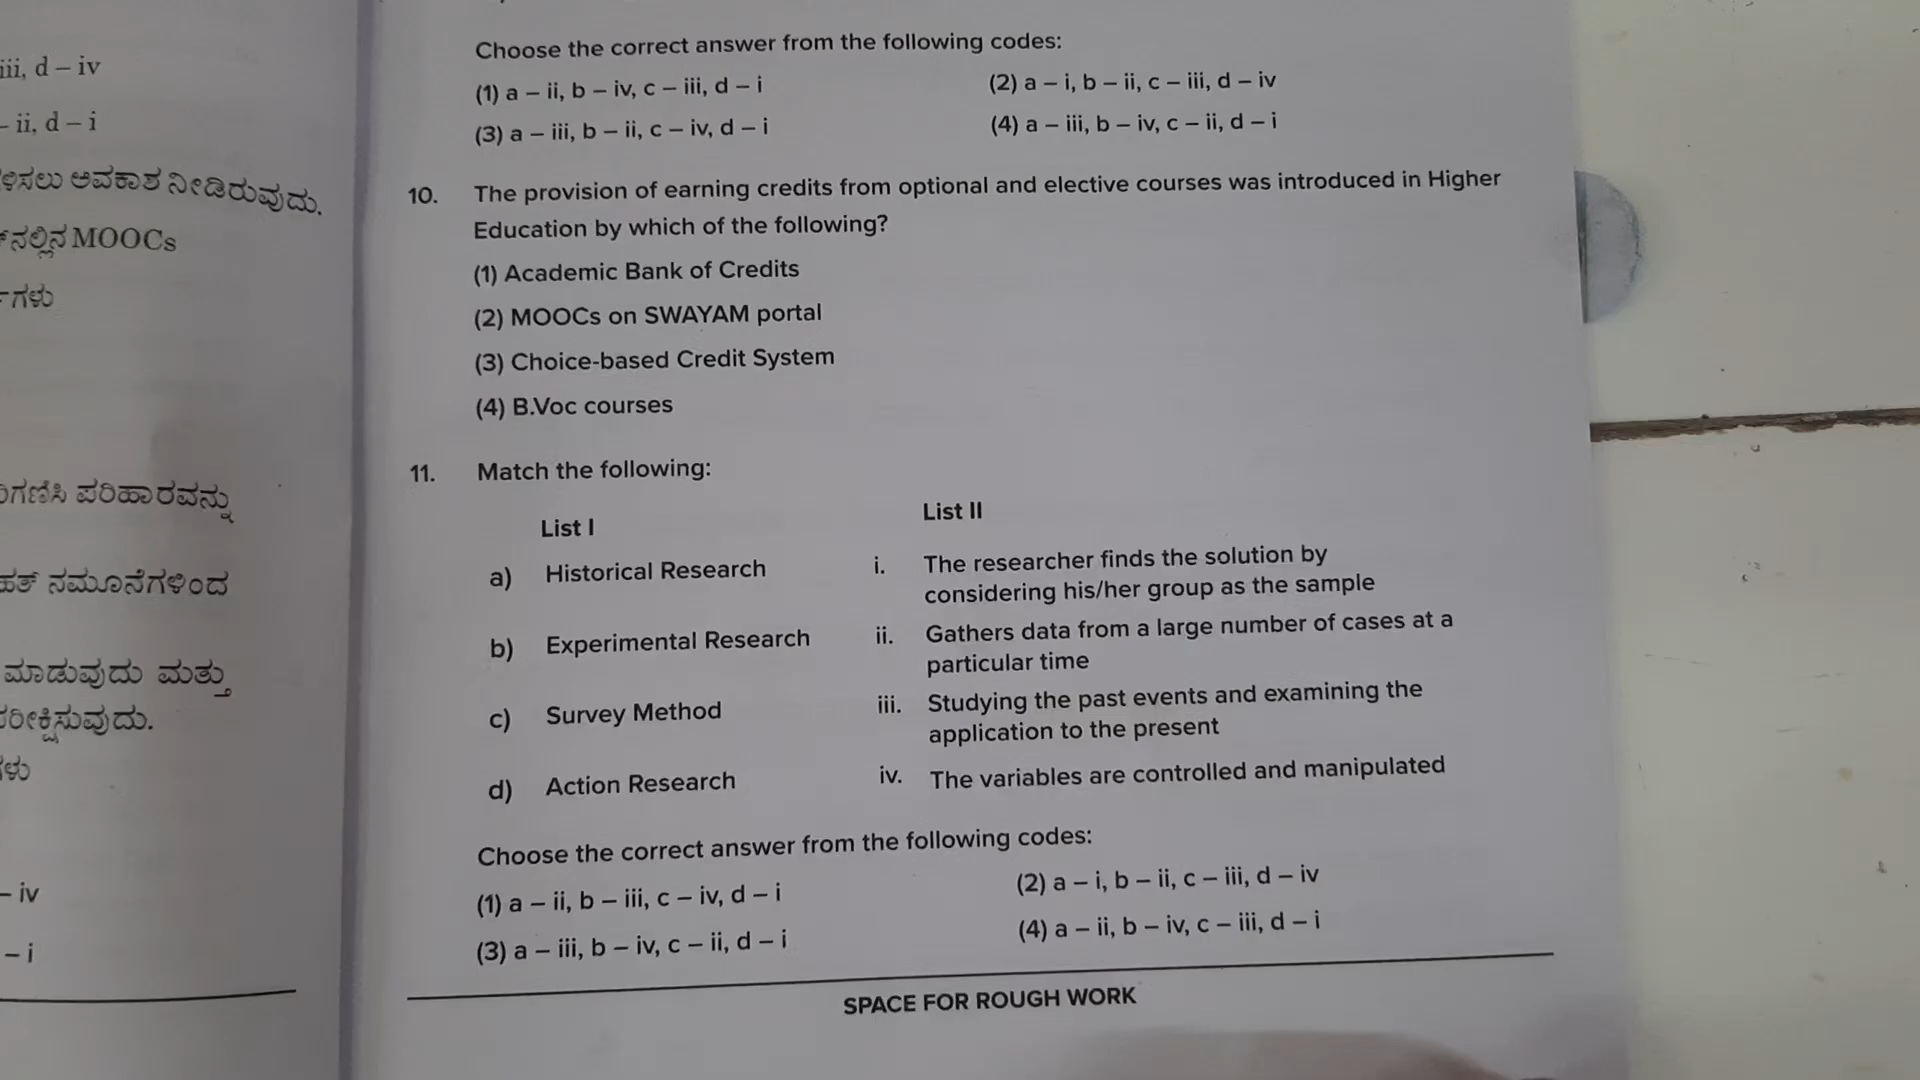 iii, d – iv
– ii, d – i
ಅವಕಾಶ ನೀಡಿರುವುದು.
MOOCs
ಪರಿಹಾರವನ್ನು
ನಮೂನೆಗಳಿಂದ
ಮಾಡುವುದು ಮತ್ತು
– iv
– i
Choose the correct answer from the following codes:
(1) a – ii, b – iv, c – iii, d – i
(2) a – i, b – ii, c – iii, d – iv
(3) a – iii, b – ii, c – iv, d – i
(4) a – iii, b – iv, c – ii, d – i
10. The provision of earning credits from optional and elective courses was introduced in Higher
Education by which of the following?
(1) Academic Bank of Credits
(2) MOOCs on SWAYAM portal
(3) Choice-based Credit System
(4) B.Voc courses
11. Match the following:
List I
List II
a) Historical Research
i. The researcher finds the solution by
considering his/her group as the sample
b) Experimental Research
ii. Gathers data from a large number of cases at a
particular time
c) Survey Method
iii. Studying the past events and examining the
application to the present
d) Action Research
iv. The variables are controlled and manipulated
Choose the correct answer from the following codes:
(1) a – ii, b – iii, c – iv, d – i
(2) a – i, b – ii, c – iii, d – iv
(3) a – iii, b – iv, c – ii, d – i
(4) a – ii, b – iv, c – iii, d – i
SPACE FOR ROUGH WORK